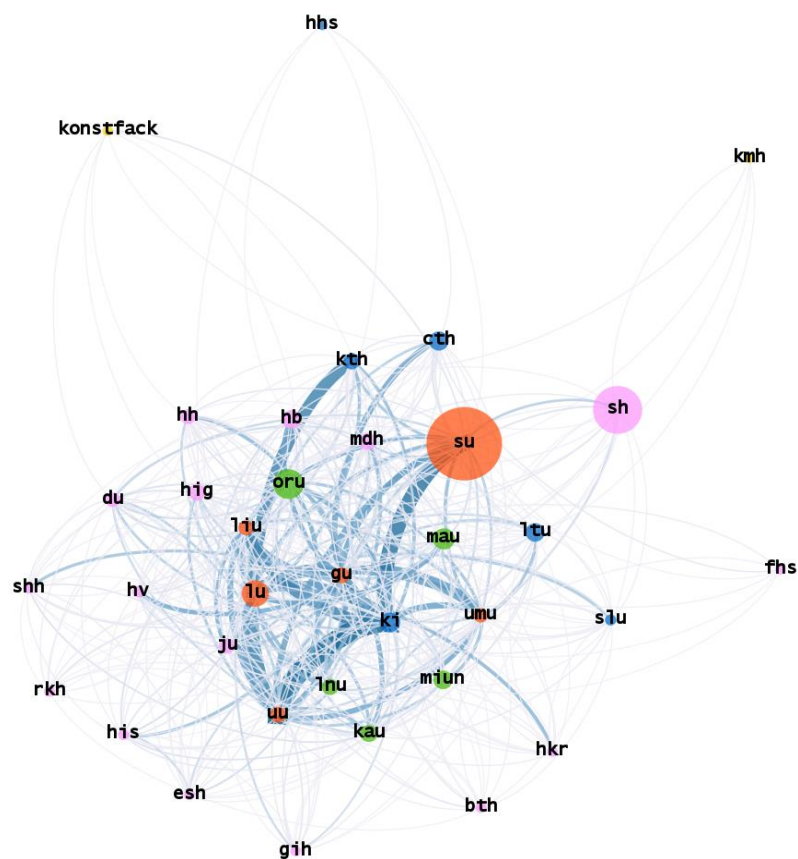 hhs
konstfack
kmh
cth
kth
hh
hb
sh
mdh
su
oru
hig
du
liu
mau
ltu
gu
fhs
shh
hv
lu
ki
umu
slu
ju
lnu
miun
rkh
uu
his
kau
hkr
esh
bth
gih